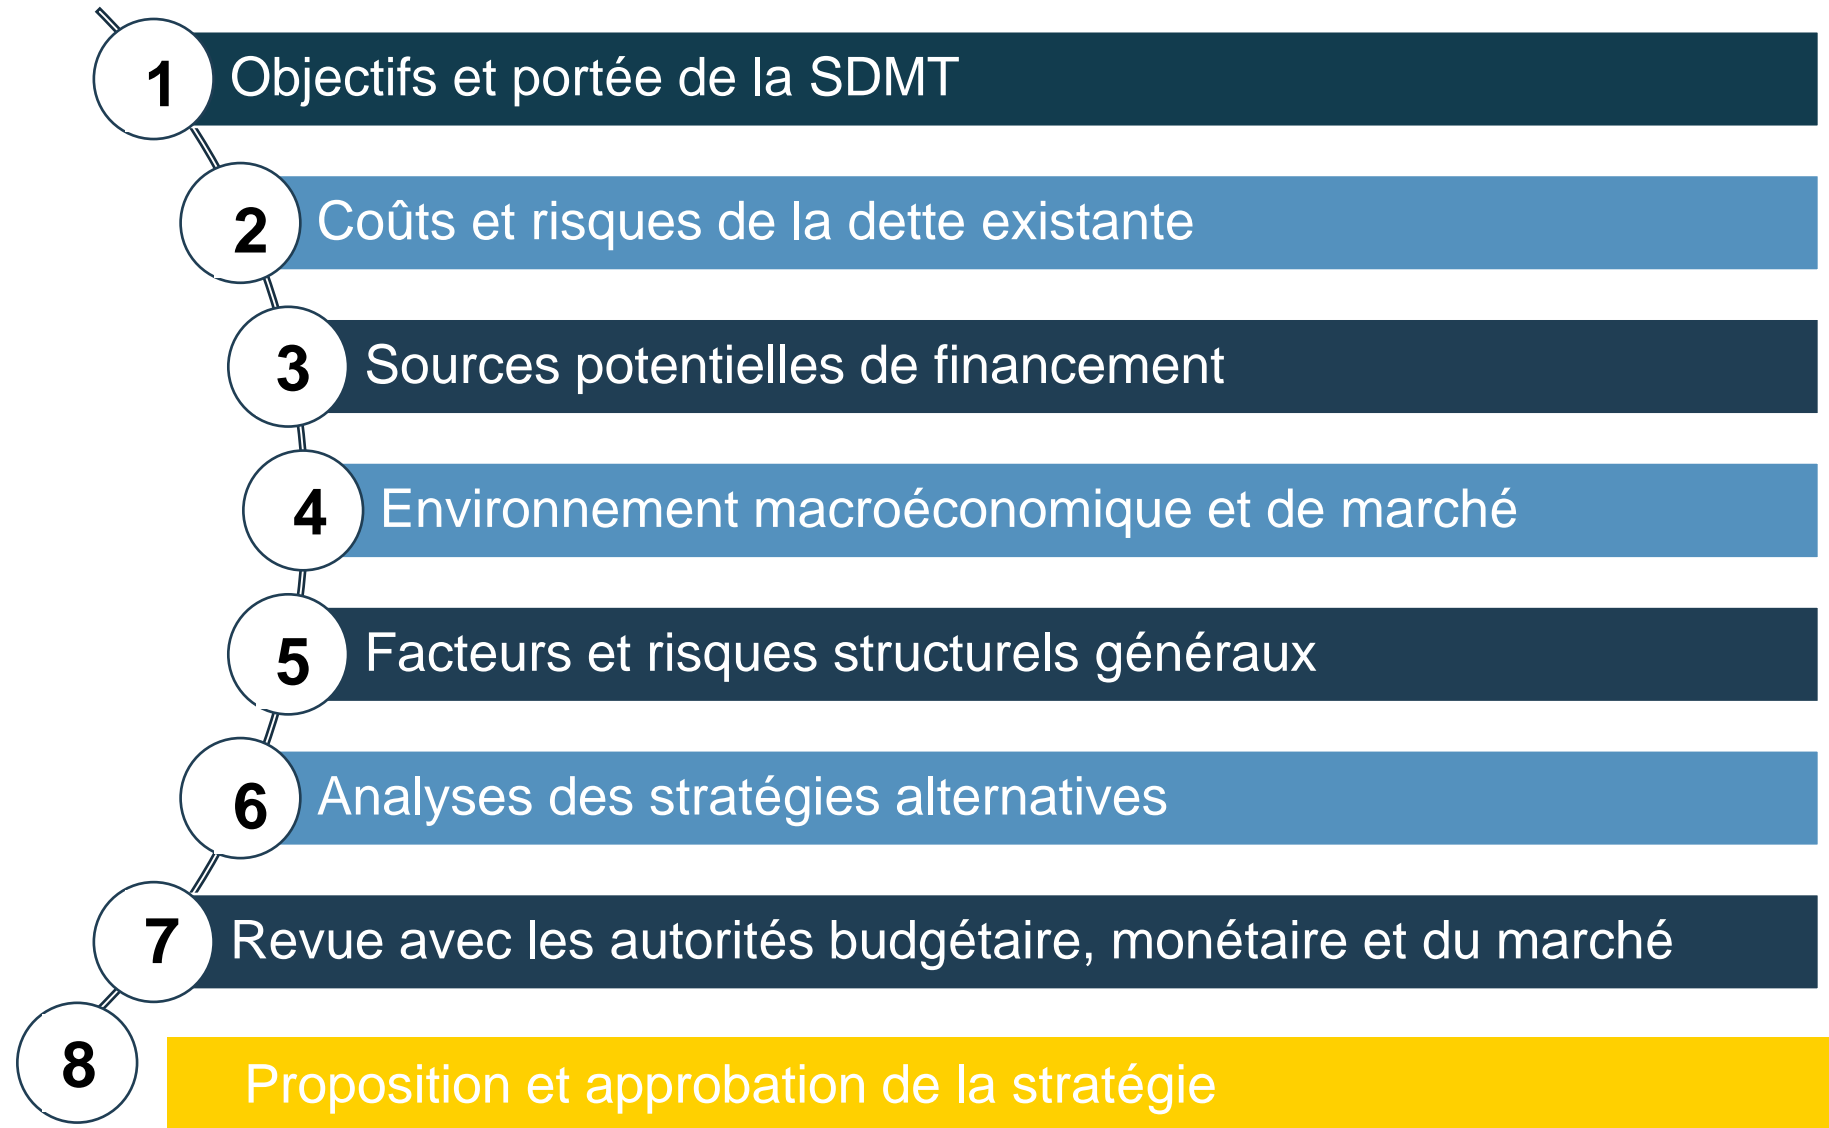 1 Objectifs et portée de la SDMT
2 Coûts et risques de la dette existante
3 Sources potentielles de financement
4 Environnement macroéconomique et de marché
5 Facteurs et risques structurels généraux
6 Analyses des stratégies alternatives
7 Revue avec les autorités budgétaire, monétaire et du marché
8 Proposition et approbation de la stratégie